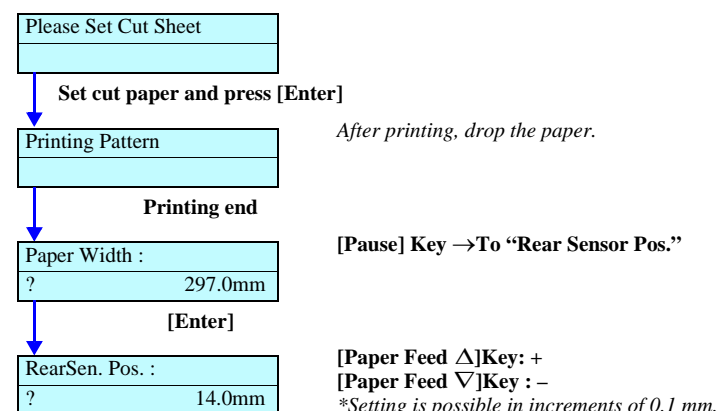 Please Set Cut Sheet
Set cut paper and press [Enter]
Printing Pattern
After printing, drop the paper.
Printing end
Paper Width :
? 297.0mm
[Pause] Key →To “Rear Sensor Pos.”
[Enter]
RearSen. Pos. :
? 14.0mm
[Paper Feed Δ]Key: +
[Paper Feed ∇]Key : –
*Setting is possible in increments of 0.1 mm.